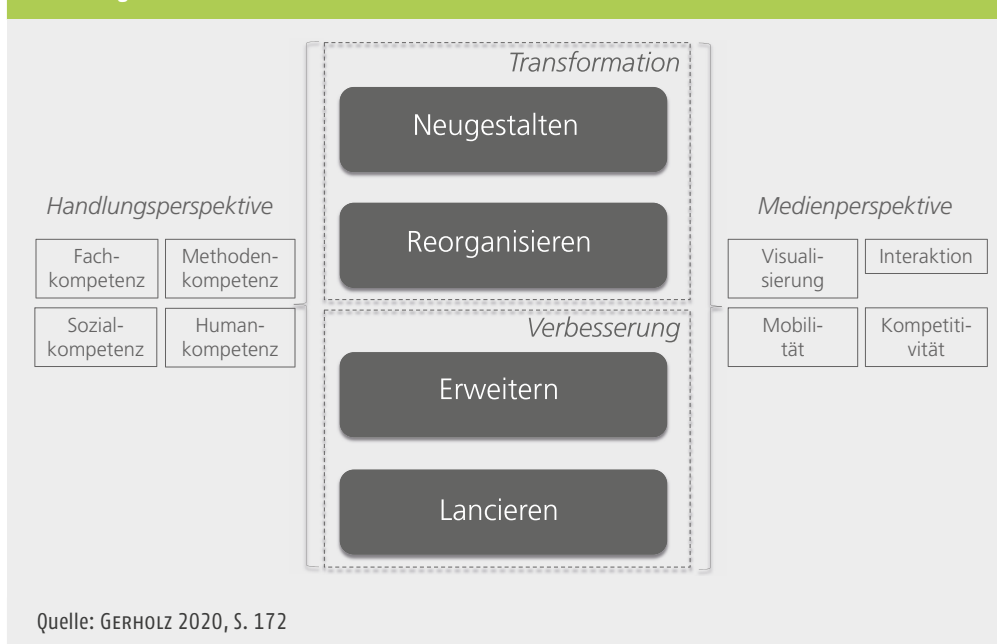 Transformation
Neugestalten
Reorganisieren
Handlungsperspektive
Fach-
kompetenz
Methoden-
kompetenz
Sozial-
kompetenz
Human-
kompetenz
Verbesserung
Erweitern
Lancieren
Medienperspektive
Visuali-
sierung
Interaktion
Mobili-
tät
Kompetiti-
vität
Quelle: GERHOLZ 2020, S. 172